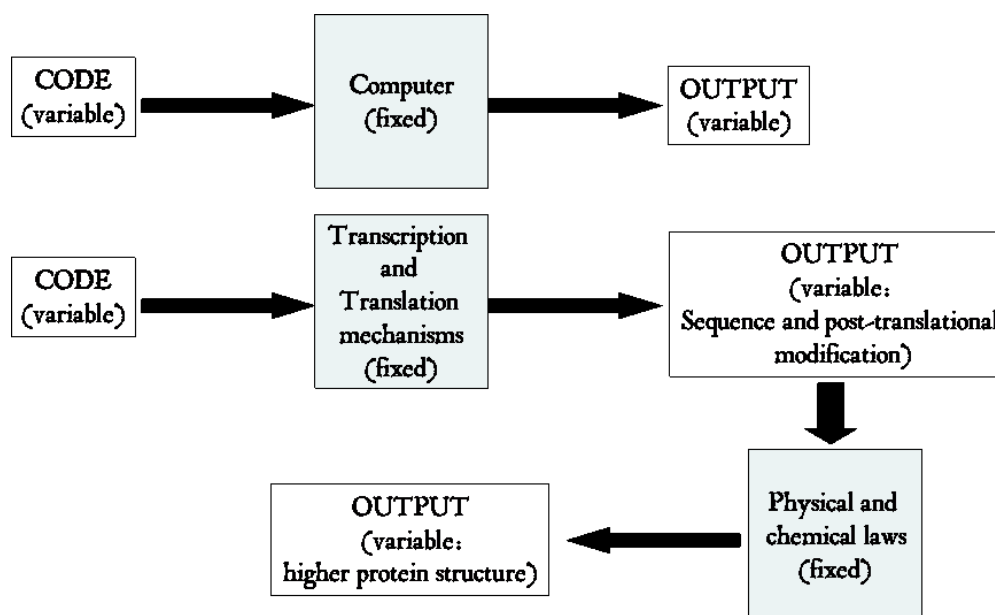 CODE
(variable)
Computer
(fixed)
OUTPUT
(variable)
CODE
(variable)
Transcription
and
Translation
mechanisms
(fixed)
OUTPUT
(variable:
Sequence and post-translational
modification)
Physical and
chemical laws
(fixed)
OUTPUT
(variable:
higher protein structure)